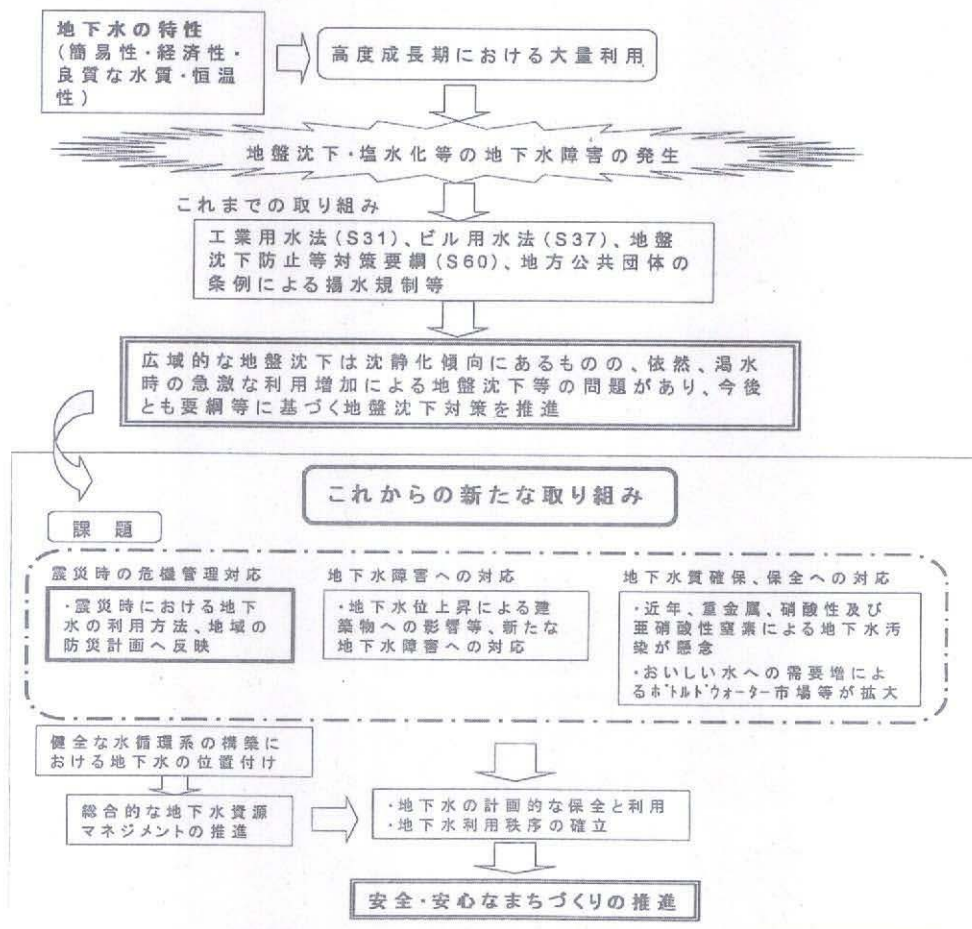 地下水の特性
(簡易性・経済性・
良質な水質・恒温
性)
高度成長期における大量利用
地盤沈下・塩水化等の地下水障害の発生
これまでの取り組み
工業用水法(S31)、ビル用水法(S37)、地盤
沈下防止等対策要綱(S60)、地方公共団体の
条例による揚水規制等
広域的な地盤沈下は沈静化傾向にあるものの、依然、渇水
時の急激な利用増加による地盤沈下等の問題があり、今後
とも要綱等に基づく地盤沈下対策を推進
これからの新たな取り組み
課題
震災時の危機管理対応
・震災時における地下
水の利用方法、地域の
防災計画へ反映
地下水障害への対応
・地下水位上昇による建
築物への影響等、新たな
地下水障害への対応
地下水質確保、保全への対応
・近年、重金属、硝酸性及び
亜硝酸性窒素による地下水汚
染が懸念
・おいしい水への需要増によ
るﾎﾞﾄﾙﾄﾞｳｫｰﾀｰ市場等が拡大
健全な水循環系の構築に
おける地下水の位置付け
総合的な地下水資源
マネジメントの推進
・地下水の計画的な保全と利用
・地下水利用秩序の確立
安全・安心なまちづくりの推進